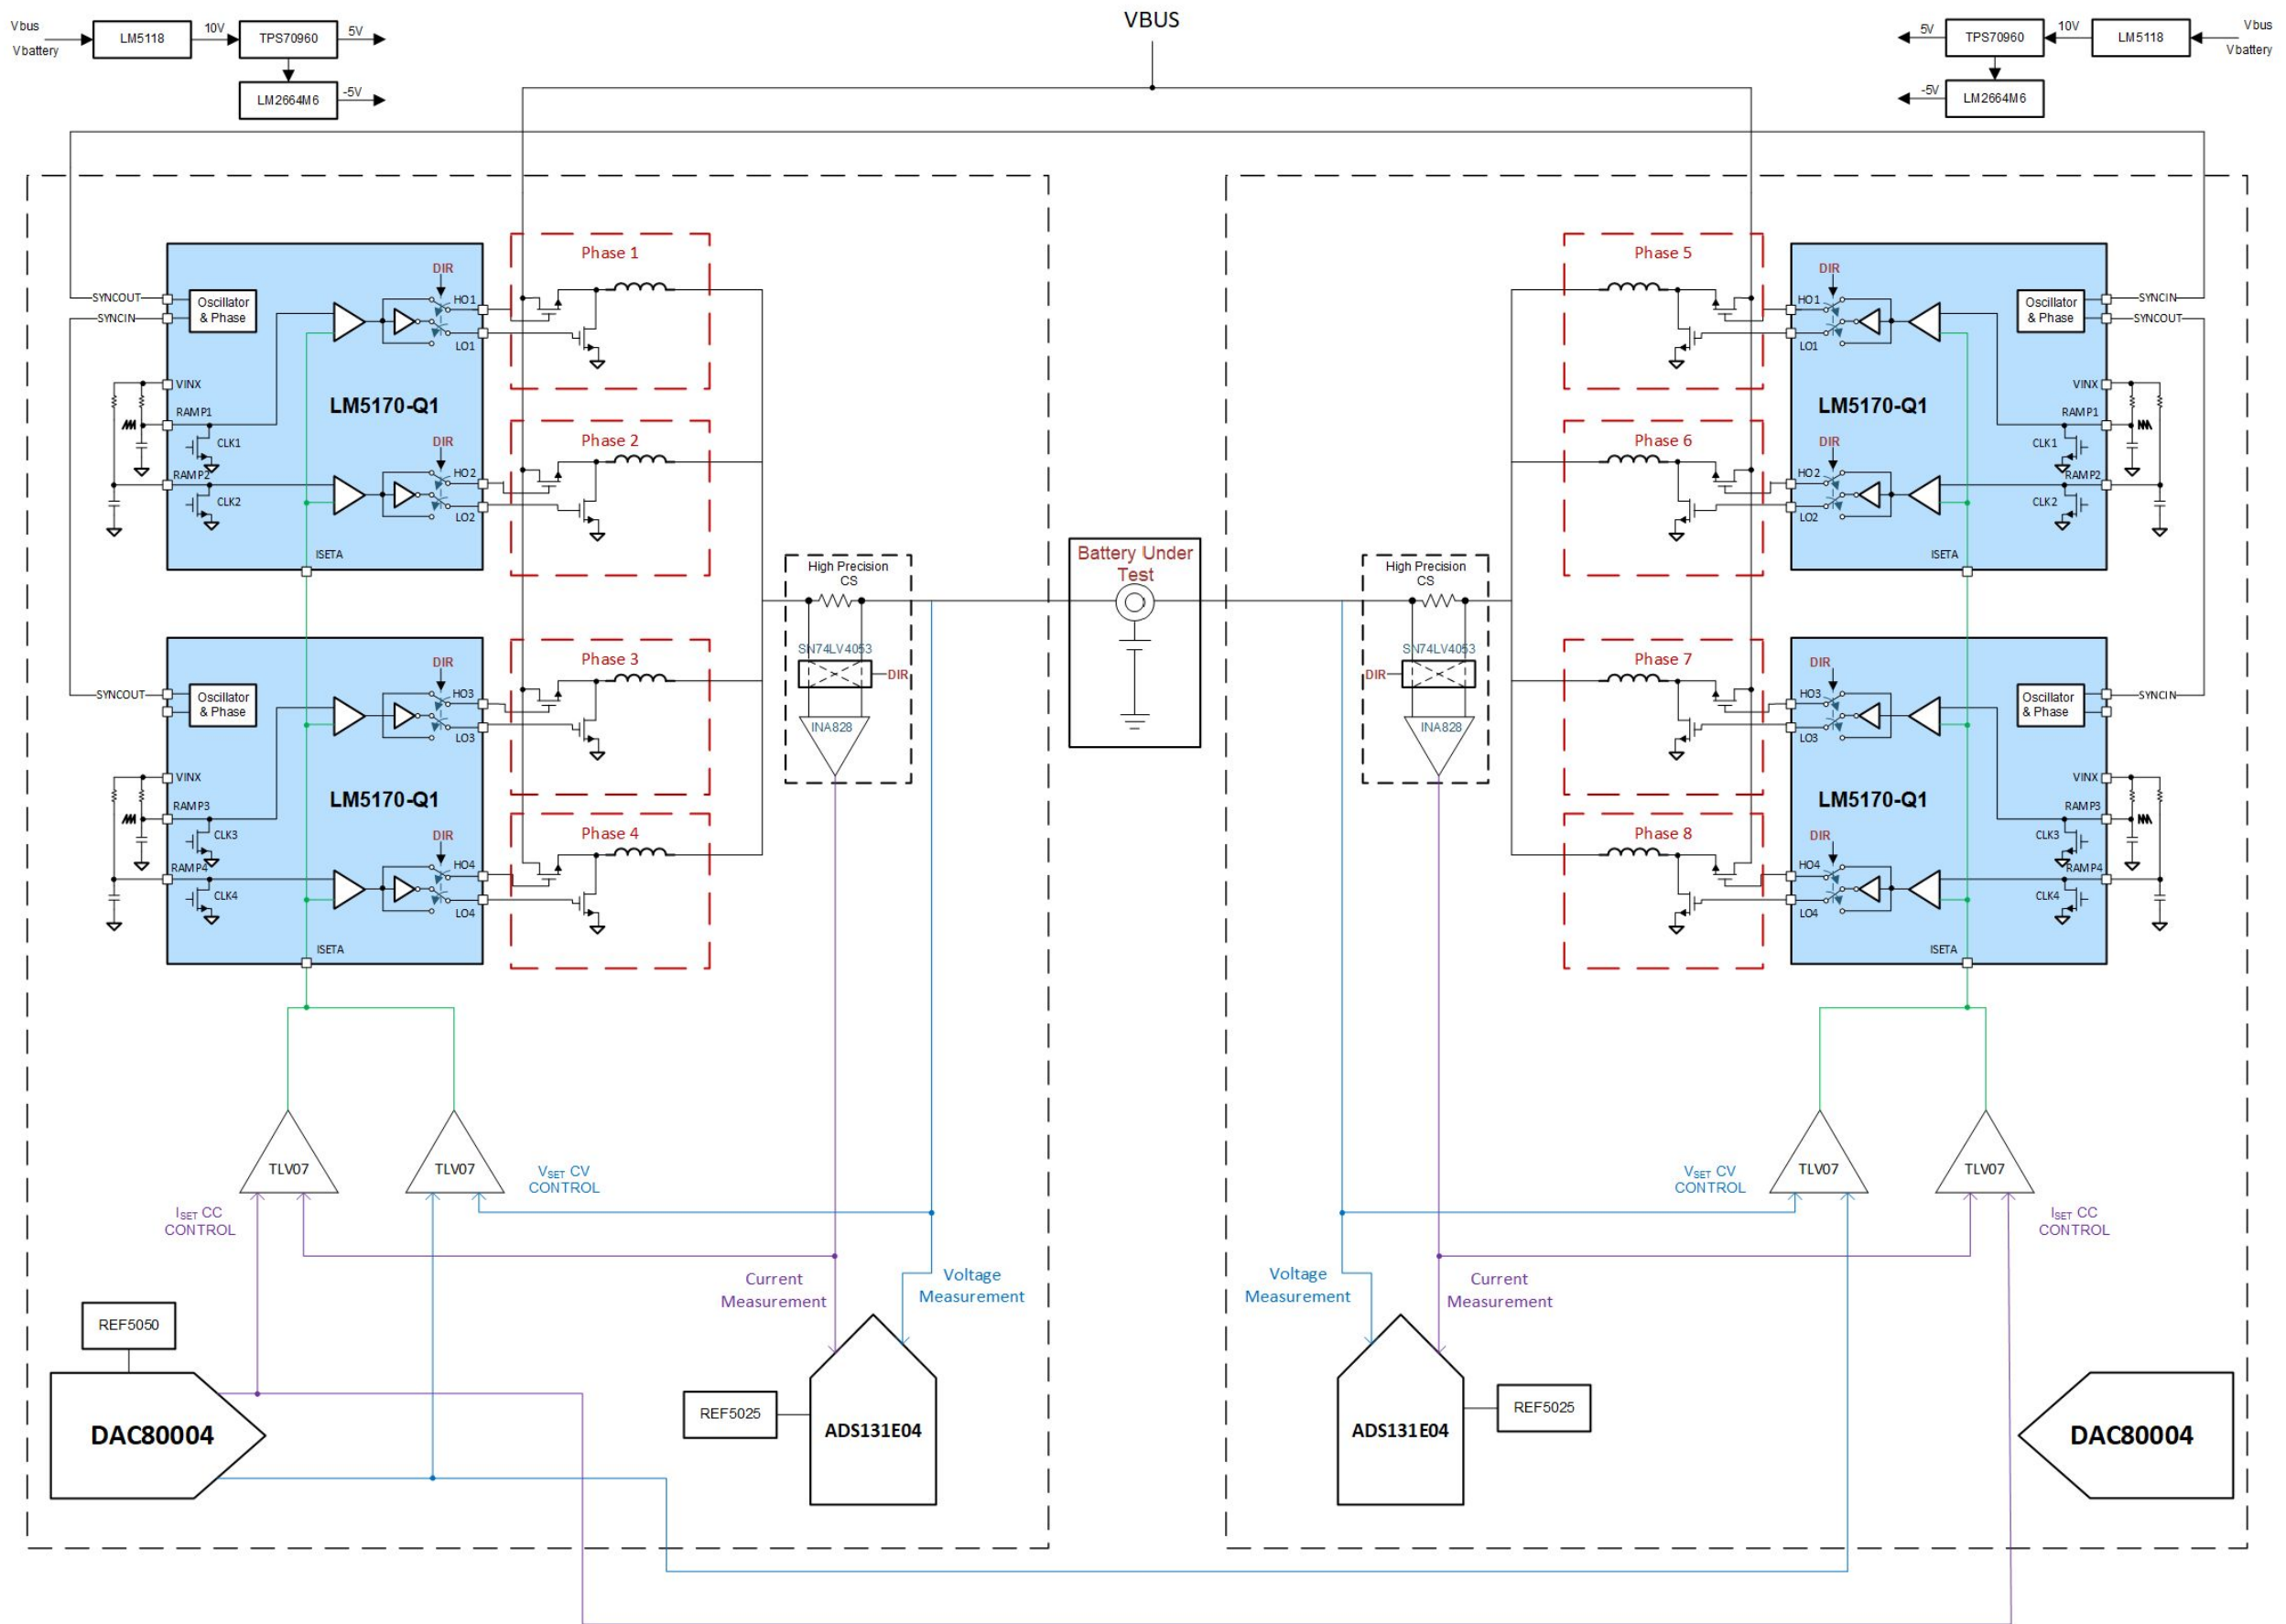 Vbus
Vbattery
LM5118
10V
TPS70960
5V
LM2664M6
-5V
VBUS
5V
TPS70960
10V
LM5118
Vbus
Vbattery
-5V
LM2664M6
SYNCOUT
SYNCIN
Oscillator
& Phase
DIR
HO1
LO1
VINX
RAMP1
CLK1
LM5170-Q1
DIR
RAMP2
CLK2
HO2
LO2
ISETA
Phase 1
Phase 2
SYNCOUT
Oscillator
& Phase
DIR
HO3
LO3
VINX
RAMP3
CLK3
LM5170-Q1
DIR
RAMP4
CLK4
HO4
LO4
ISETA
Phase 3
Phase 4
High Precision
CS
SN74LV4053
DIR
INA828
Battery Under
Test
High Precision
CS
SN74LV4053
DIR
INA828
Phase 5
Phase 6
DIR
HO1
LO1
Oscillator
& Phase
SYNCIN
SYNCOUT
VINX
LM5170-Q1
RAMP1
CLK1
DIR
HO2
LO2
RAMP2
CLK2
ISETA
Phase 7
Phase 8
DIR
HO3
LO3
Oscillator
& Phase
SYNCIN
VINX
LM5170-Q1
RAMP3
CLK3
DIR
HO4
LO4
RAMP4
CLK4
ISETA
TLV07
TLV07
VSET CV
CONTROL
ISET CC
CONTROL
Current
Measurement
Voltage
Measurement
REF5050
DAC80004
REF5025
ADS131E04
VSET CV
CONTROL
TLV07
TLV07
ISET CC
CONTROL
Voltage
Measurement
Current
Measurement
ADS131E04
REF5025
DAC80004